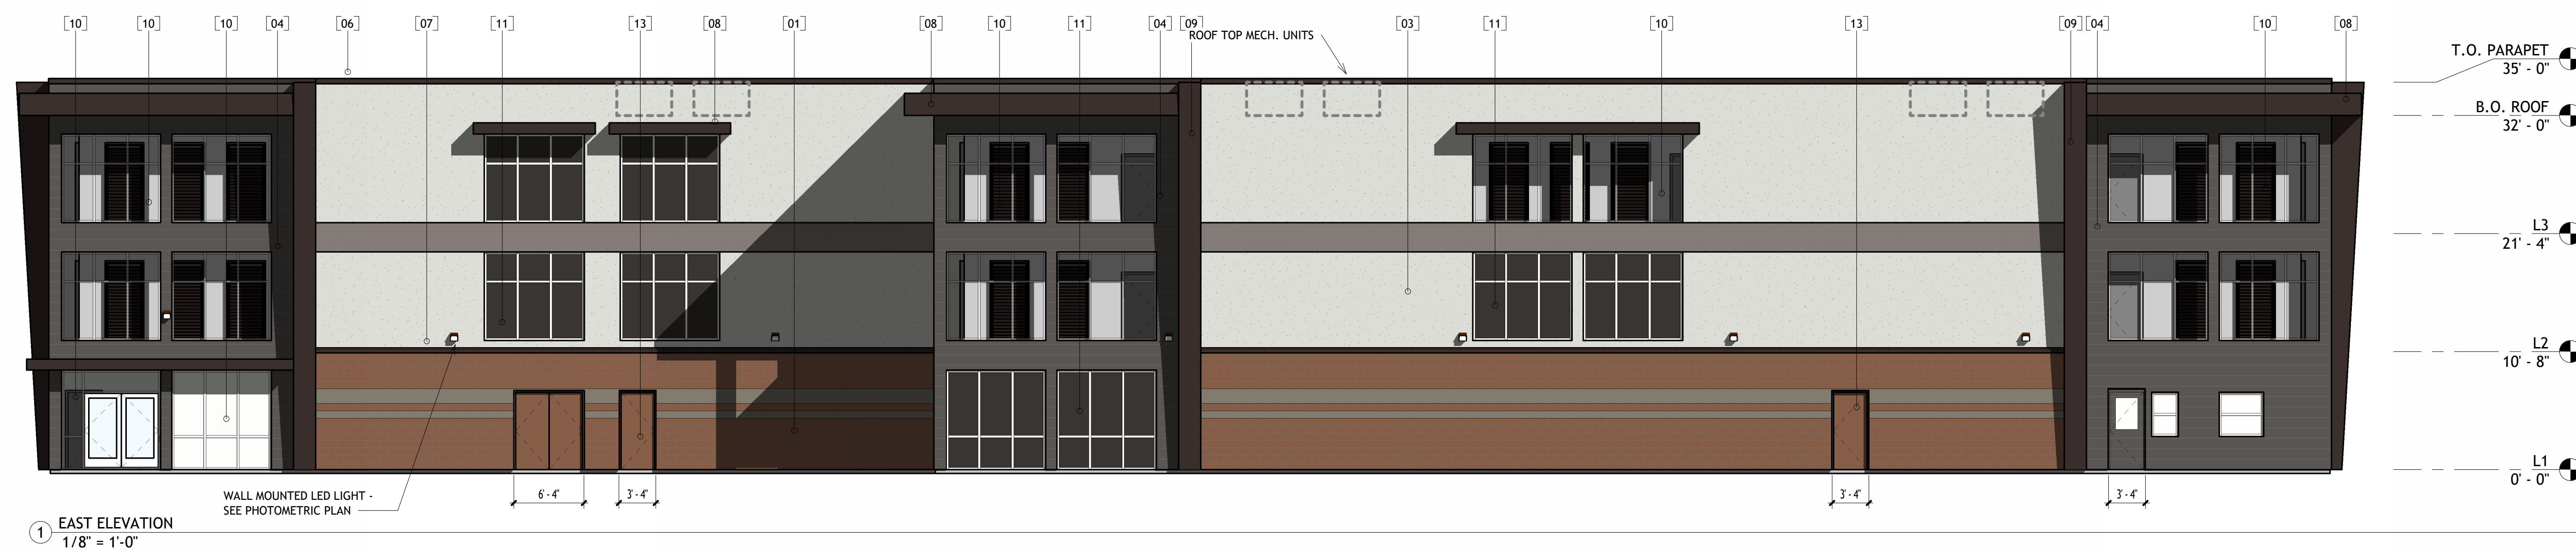 [10] [10] [10] [04] [06] [07] [11] [13] [08] [01] [08] [10] [11] [04] [09] [03] [11] [10] [13] [09] [04] [10] [08]
ROOF TOP MECH. UNITS
T.O. PARAPET
35' - 0"
B.O. ROOF
32' - 0"
L3
21' - 4"
L2
10' - 8"
L1
0' - 0"
6' - 4"
3' - 4"
3' - 4"
3' - 4"
WALL MOUNTED LED LIGHT -
SEE PHOTOMETRIC PLAN
1
EAST ELEVATION
1/8" = 1'-0"